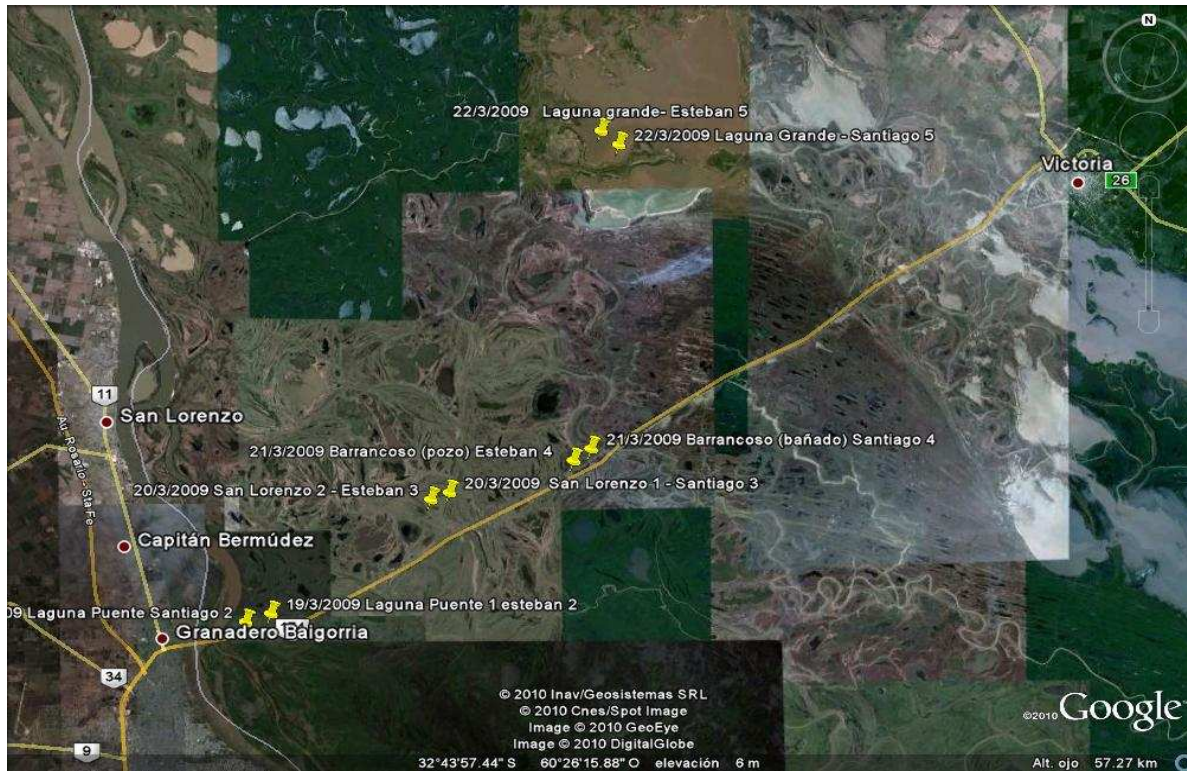 N
22/3/2009 Laguna grande- Esteban 5
22/3/2009 Laguna Grande - Santiago 5
Victoria
26
11
San Lorenzo
Au. Rosario - Sta Fe
21/3/2009 Barrancoso (bañado) Santiago 4
21/3/2009 Barrancoso (pozo) Esteban 4
20/3/2009 San Lorenzo 2 - Esteban 3
20/3/2009 San Lorenzo 1 - Santiago 3
Capitán Bermúdez
19/3/2009 Laguna Puente 1 esteban 2
09 Laguna Puente Santiago 2
Granadero Baigorria
34
9
© 2010 Inav/Geosistemas SRL
© 2010 Cnes/Spot Image
Image © 2010 GeoEye
Image © 2010 DigitalGlobe
©2010 Google
32°43'57.44" S 60°26'15.88" O elevación 6 m
Alt. ojo 57.27 km